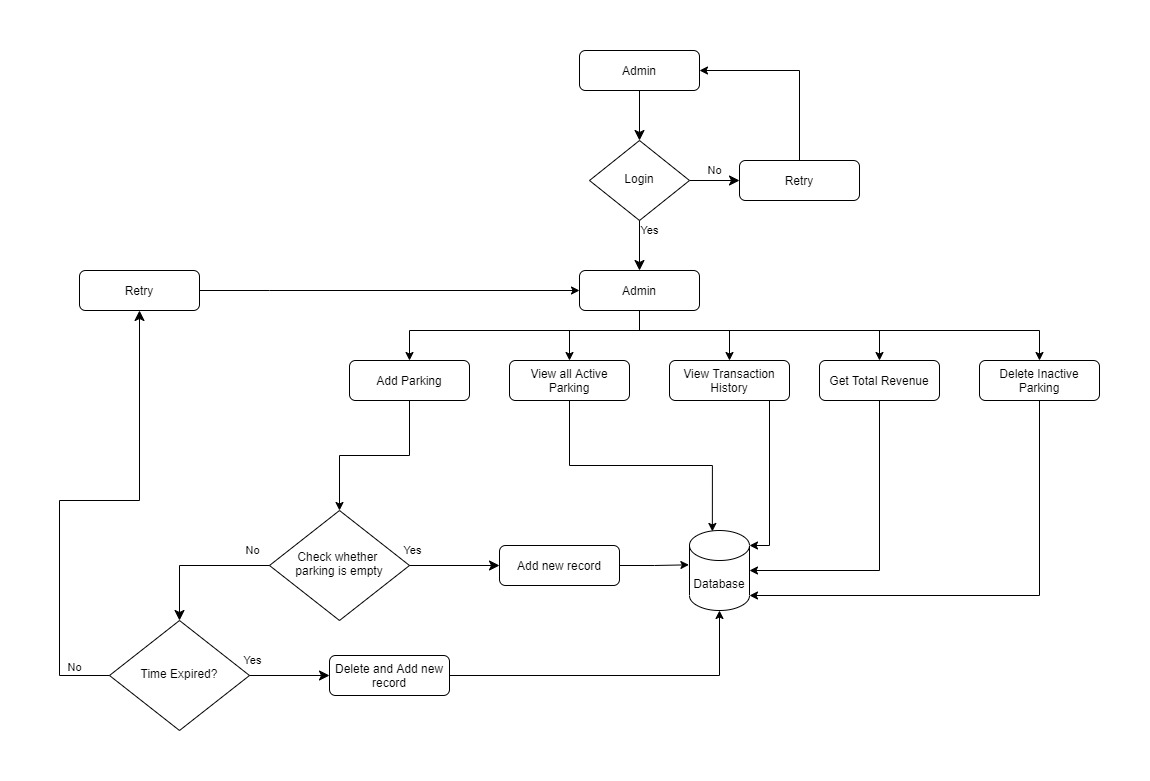 Admin
Login
No
Retry
Yes
Retry
Admin
Add Parking
View all Active
Parking
View Transaction
History
Get Total Revenue
Delete Inactive
Parking
No
Check whether
parking is empty
Yes
Add new record
Database
No
Time Expired?
Yes
Delete and Add new
record